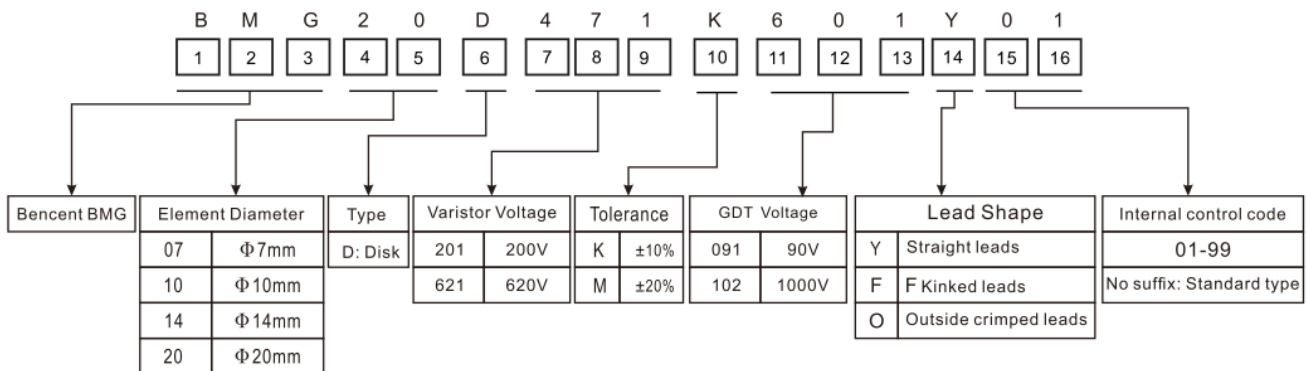 B M G 2 0 D 4 7 1 K 6 0 1 Y 0 1
1 2 3 4 5 6 7 8 9 10 11 12 13 14 15 16
Bencent BMG
Element Diameter
07 Φ7mm
10 Φ10mm
14 Φ14mm
20 Φ20mm
Type
D: Disk
Varistor Voltage
201 200V
621 620V
Tolerance
K ±10%
M ±20%
GDT Voltage
091 90V
102 1000V
Lead Shape
Y Straight leads
F F Kinked leads
O Outside crimped leads
Internal control code
01-99
No suffix: Standard type